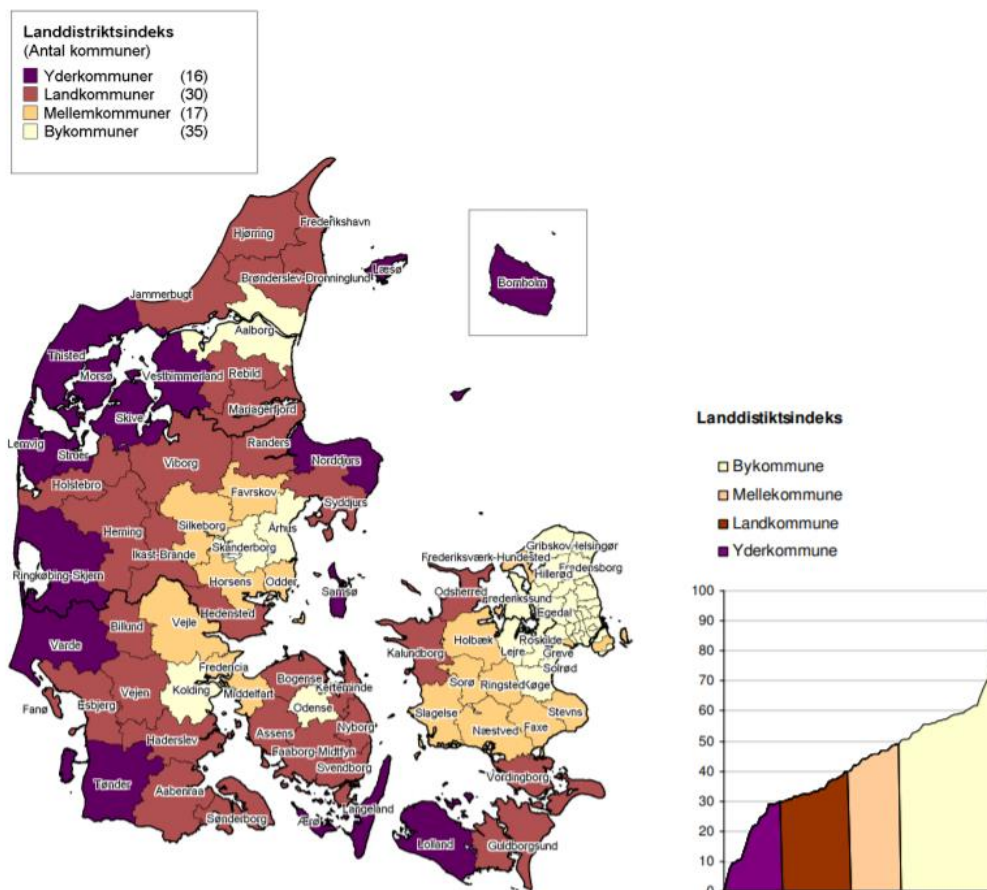 Landdistriktsindeks
(Antal kommuner)
Yderkommuner (16)
Landkommuner (30)
Mellemkommuner (17)
Bykommuner (35)
Frederikshavn
Hjørring
Læsø
Brønderslev-Dronninglund
Bornholm
Jammerbugt
Aalborg
Thisted
Morsø
Vesthimmerland
Rebild
Mariagerfjord
Skive
Lemvig
Struer
Randers
Viborg
Norddjurs
Holstebro
Favrskov
Syddjurs
Silkeborg
Århus
Herning
Skanderborg
Ikast-Brande
Ringkøbing-Skjern
Horsens
Odder
Samsø
Hedensted
Billund
Vejle
Varde
Fredericia
Vejen
Kolding
Middelfart
Bogense
Kerteminde
Fanø
Esbjerg
Odense
Nyborg
Assens
Haderslev
Faaborg-Midtfyn
Svendborg
Tønder
Aabenraa
Langeland
Sønderborg
Ærø
Lolland
Guldborgsund
Vordingborg
Gribskov
Helsingør
Frederiksværk-Hundested
Fredensborg
Hillerød
Odsherred
Frederikssund
Egedal
Holbæk
Roskilde
Kalundborg
Lejre
Greve
Solrød
Sorø
Ringsted
Køge
Slagelse
Stevns
Næstved
Faxe
Landdistiktsindeks
Bykommune
Mellekommune
Landkommune
Yderkommune
100
90
80
70
60
50
40
30
20
10
0